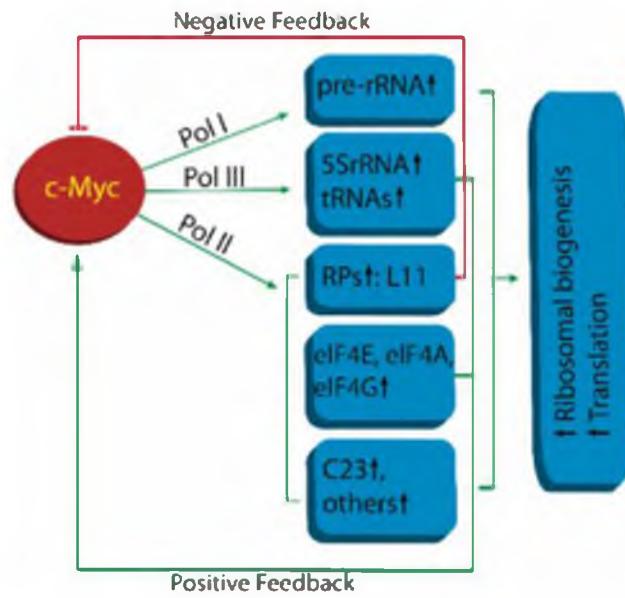 Negative Feedback
pre-rRNA↑
Pol I
c-Myc
Pol III
5SrRNA↑
tRNAs↑
Pol II
RPs↑: L11
eIF4E, eIF4A,
eIF4G↑
C23↑,
others↑
↑ Ribosomal biogenesis
↑ Translation
Positive Feedback